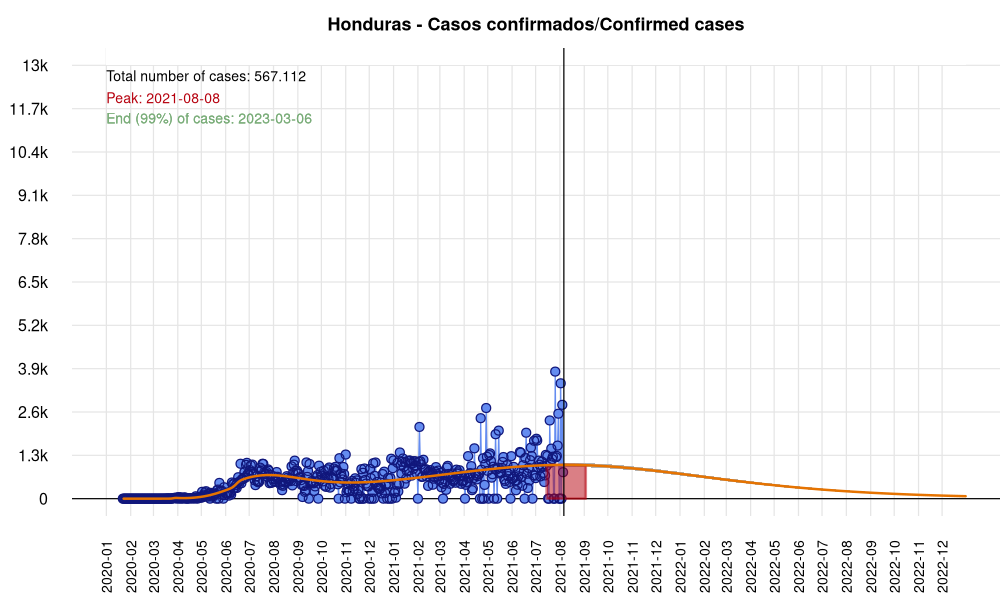 Honduras - Casos confirmados/Confirmed cases
Total number of cases: 567.112
Peak: 2021-08-08
End (99%) of cases: 2023-03-06
13k
11.7k
10.4k
9.1k
7.8k
6.5k
5.2k
3.9k
2.6k
1.3k
0
2020-01
2020-02
2020-03
2020-04
2020-05
2020-06
2020-07
2020-08
2020-09
2020-10
2020-11
2020-12
2021-01
2021-02
2021-03
2021-04
2021-05
2021-06
2021-07
2021-08
2021-09
2021-10
2021-11
2021-12
2022-01
2022-02
2022-03
2022-04
2022-05
2022-06
2022-07
2022-08
2022-09
2022-10
2022-11
2022-12